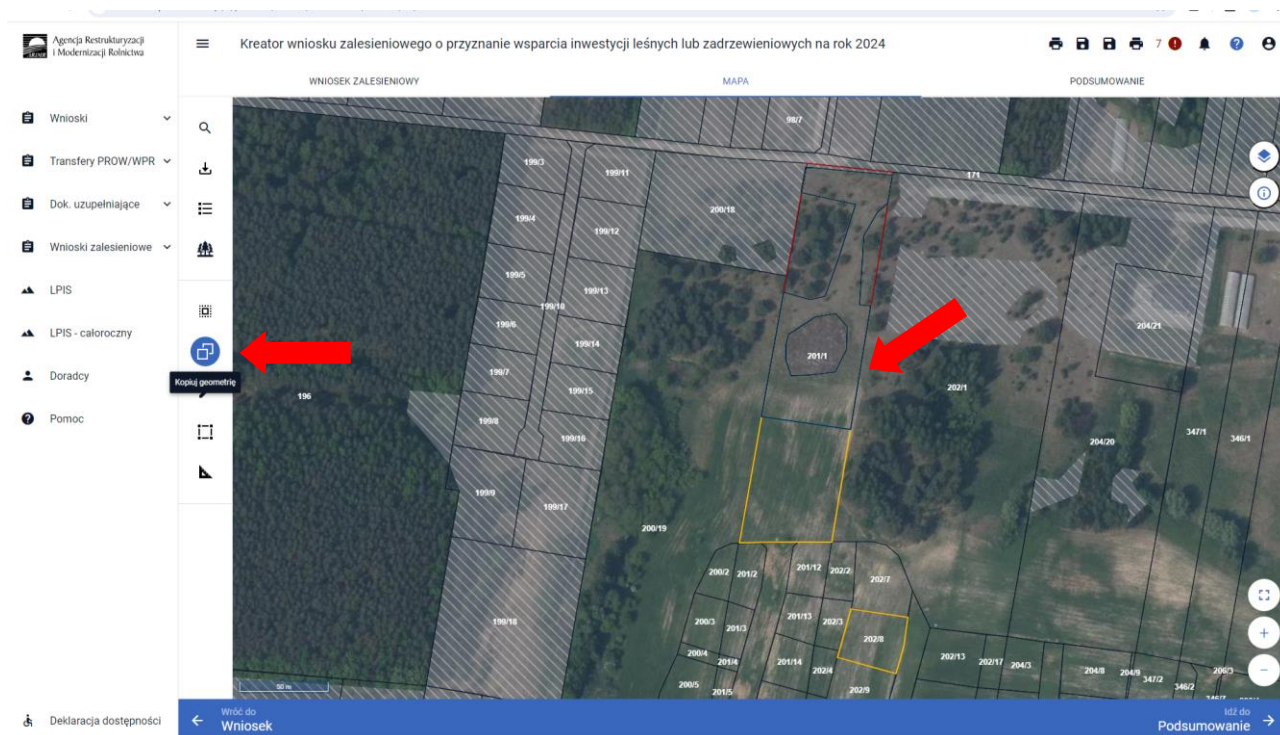 Agencja Restrukturyzacji
i Modernizacji Rolnictwa
Kreator wniosku zalesieniowego o przyznanie wsparcia inwestycji leśnych lub zadrzewieniowych na rok 2024
7
WNIOSEK ZALESIENIOWY
MAPA
PODSUMOWANIE
Wnioski
Transfery PROW/WPR
Dok. uzupełniające
Wnioski zalesieniowe
LPIS
LPIS - całoroczny
Doradcy
Pomoc
Kopiuj geometrię
98/7
199/3
199/11
171
200/18
199/4
199/12
199/5
199/13
199/10
199/6
204/21
199/14
201/1
199/7
199/15
202/1
196
199/8
199/16
347/1
346/1
204/20
199/9
199/17
200/19
200/2
201/2
201/12
202/2
202/7
200/3
201/3
201/13
202/3
199/18
202/8
200/4
201/4
201/14
202/4
202/13
202/17
204/3
204/8
204/9
347/2
346/2
206/3
200/5
201/5
202/9
50 m
Deklaracja dostępności
Wróć do
Wniosek
Idź do
Podsumowanie